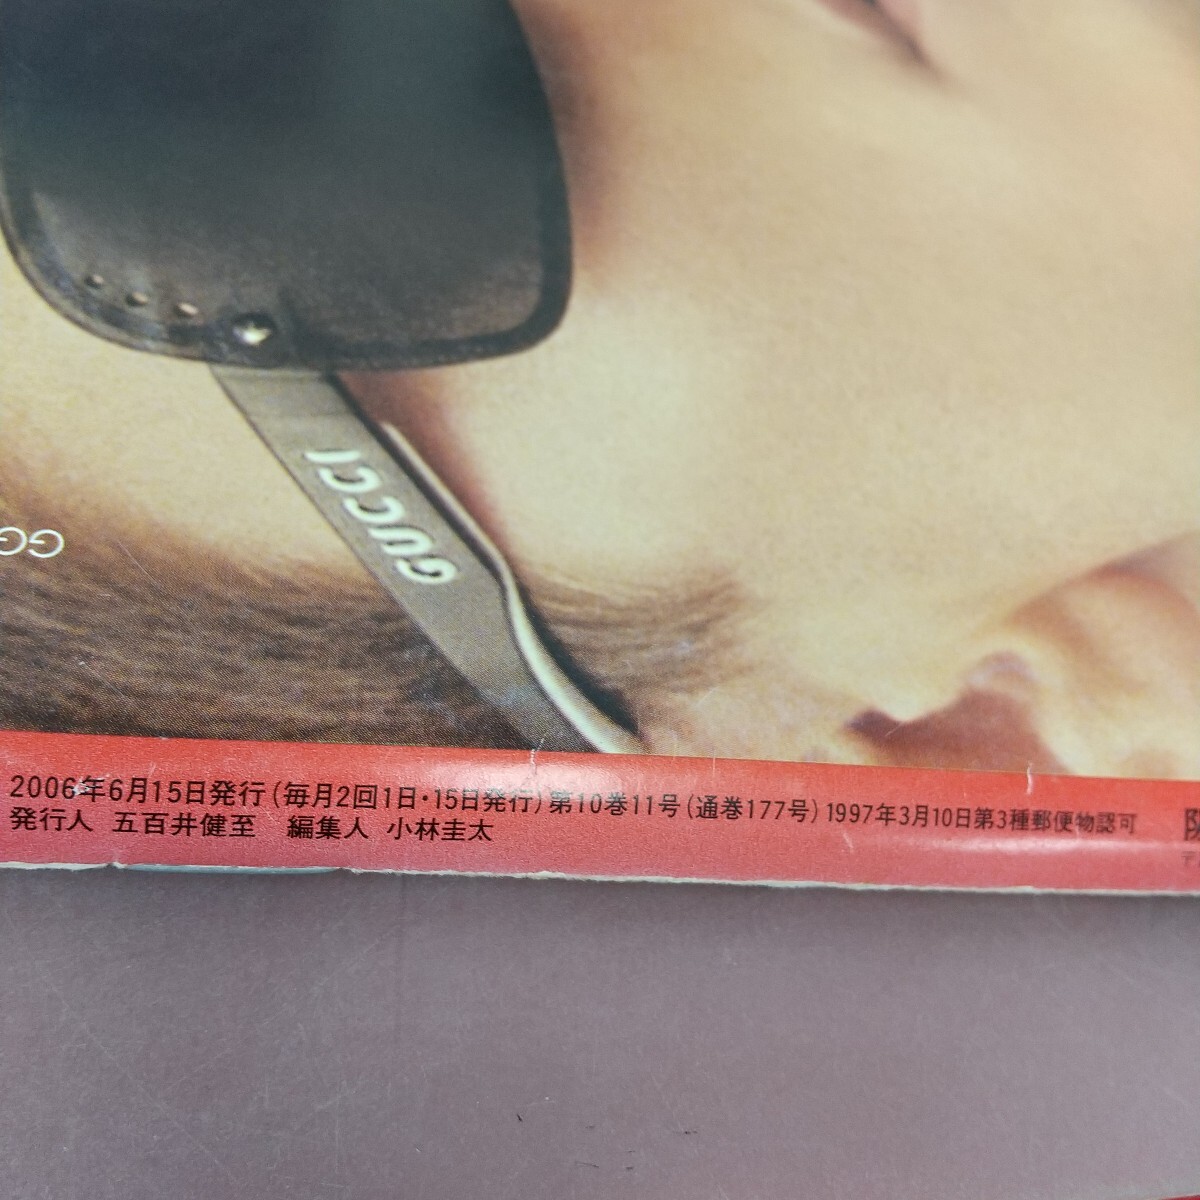 GUCCI
GG
2006年6月15日発行(毎月2回1日・15日発行)第10巻11号(通巻177号)1997年3月10日第3種郵便物認可
発行人 五百井健至 編集人 小林圭太